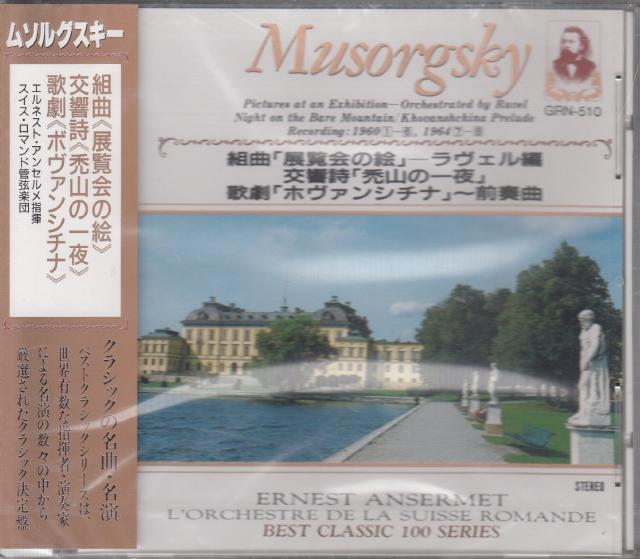 ムソルグスキー
組曲《展覧会の絵》
交響詩《禿山の一夜》
歌劇《ボヴァンシチナ》
エルネスト・アンセルメ指揮
スイス・ロマンド管弦楽団
クラシックの名曲・名演
ベストクラシックシリーズは、
世界有数な指揮者・演奏家
による名演の数々の中から
厳選されたクラシック決定盤
Musorgsky
GRN-510
Pictures at an Exhibition—Orchestrated by Ravel
Night on the Bare Mountain/Khovanshchina Prelude
Recording: 1960①–⑥, 1964⑦–⑧
組曲「展覧会の絵」—ラヴェル編
交響詩「禿山の一夜」
歌劇「ホヴァンシチナ」〜前奏曲
STEREO
ERNEST ANSERMET
L'ORCHESTRE DE LA SUISSE ROMANDE
BEST CLASSIC 100 SERIES